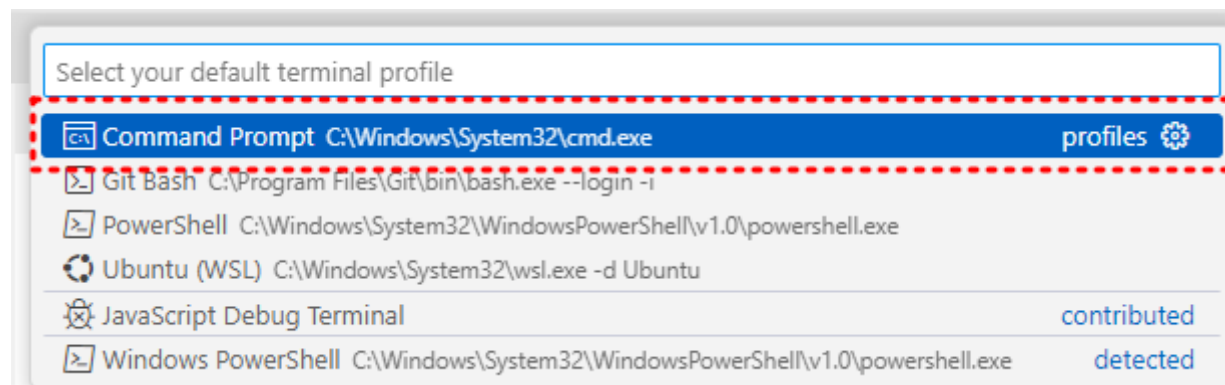 Select your default terminal profile
Command Prompt C:\Windows\System32\cmd.exe profiles
Git Bash C:\Program Files\Git\bin\bash.exe --login -i
PowerShell C:\Windows\System32\WindowsPowerShell\v1.0\powershell.exe
Ubuntu (WSL) C:\Windows\System32\wsl.exe -d Ubuntu
JavaScript Debug Terminal contributed
Windows PowerShell C:\Windows\System32\WindowsPowerShell\v1.0\powershell.exe detected